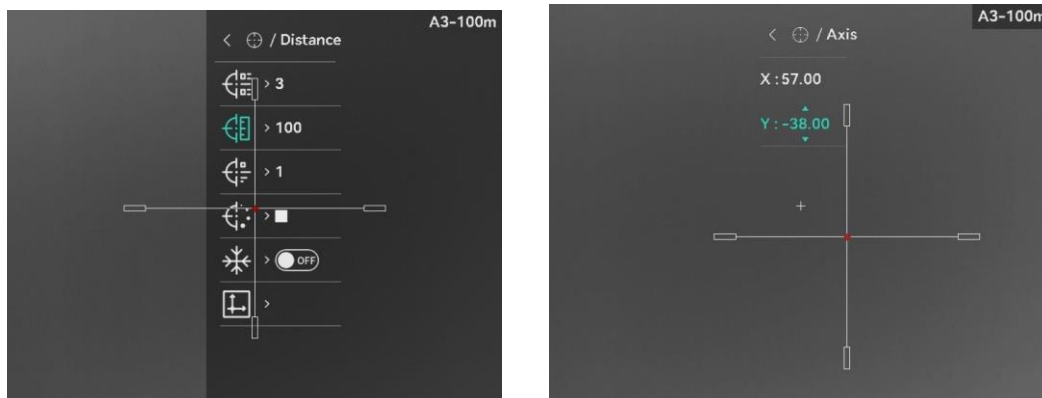 A3-100m
< / Distance
> 3
> 100
> 1
>
> OFF
>
A3-100m
< / Axis
X : 57.00
Y : -38.00